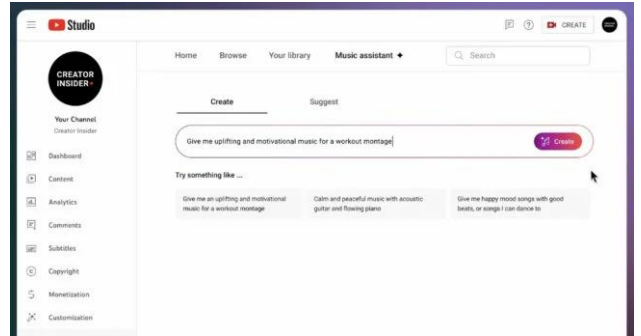 Studio
CREATE
CREATOR
INSIDER
Your Channel
Creator Insider
Dashboard
Content
Analytics
Comments
Subtitles
Copyright
Monetization
Customization
Home Browse Your library Music assistant
Search
Create Suggest
Give me uplifting and motivational music for a workout montage
Create
Try something like ...
Give me an uplifting and motivational
music for a workout montage
Calm and peaceful music with acoustic
guitar and flowing piano
Give me happy mood songs with good
beats, or songs I can dance to